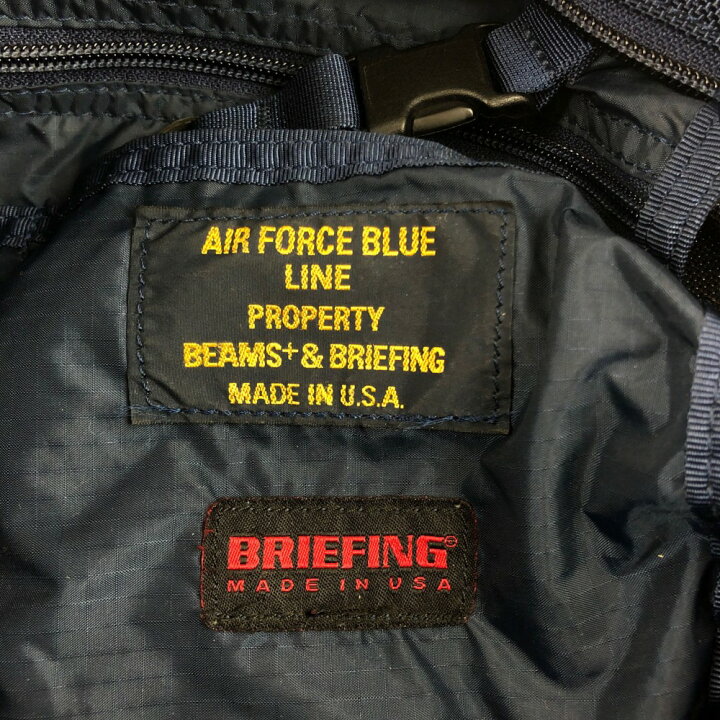 AIR FORCE BLUE
LINE
PROPERTY
BEAMS+ & BRIEFING
MADE IN U.S.A.
BRIEFING®
MADE IN USA